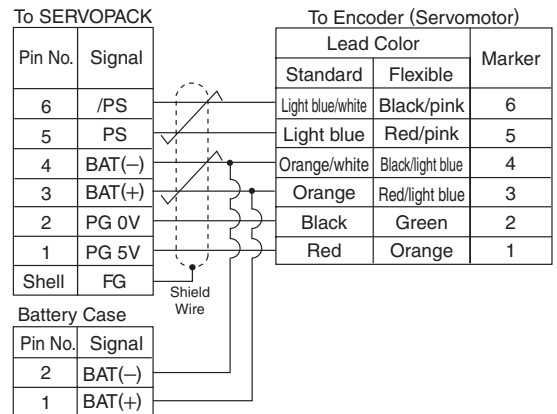 To SERVOPACK
To Encoder (Servomotor)
Pin No. Signal
Lead Color Marker
Standard Flexible
6 /PS Light blue/white Black/pink 6
5 PS Light blue Red/pink 5
4 BAT(−) Orange/white Black/light blue 4
3 BAT(+) Orange Red/light blue 3
2 PG 0V Black Green 2
1 PG 5V Red Orange 1
Shell FG
Shield
Wire
Battery Case
Pin No. Signal
2 BAT(−)
1 BAT(+)